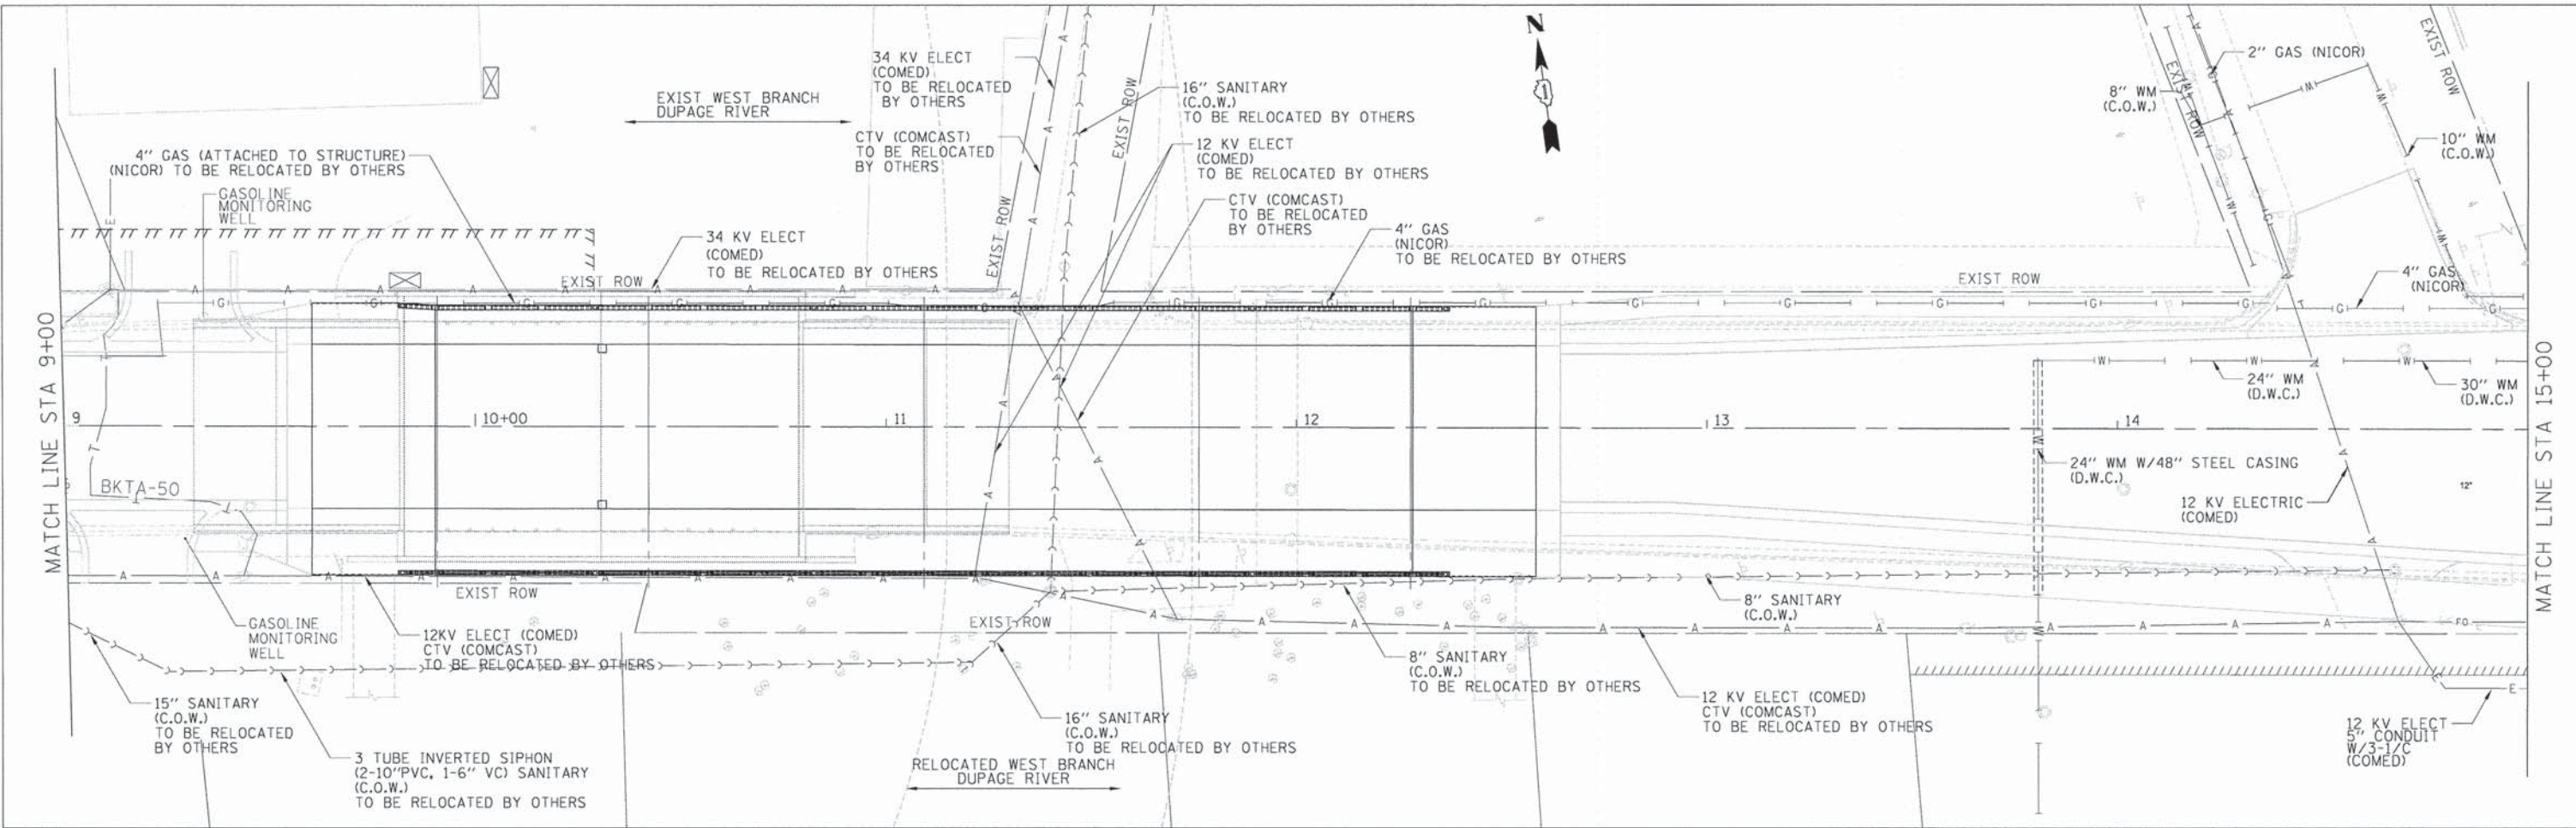 34 KV ELECT
(COMED)
TO BE RELOCATED
BY OTHERS
EXIST WEST BRANCH
DUPAGE RIVER
CTV (COMCAST)
TO BE RELOCATED
BY OTHERS
4" GAS (ATTACHED TO STRUCTURE)
(NICOR) TO BE RELOCATED BY OTHERS
GASOLINE
MONITORING
WELL
34 KV ELECT
(COMED)
TO BE RELOCATED BY OTHERS
EXIST ROW
EXIST ROW
EXIST ROW
16" SANITARY
(C.O.W.)
TO BE RELOCATED BY OTHERS
12 KV ELECT
(COMED)
TO BE RELOCATED BY OTHERS
CTV (COMCAST)
TO BE RELOCATED
BY OTHERS
4" GAS
(NICOR)
TO BE RELOCATED BY OTHERS
N
1
EXIST ROW
EXIST ROW
EXIST ROW
2" GAS (NICOR)
8" WM
(C.O.W.)
10" WM
(C.O.W.)
4" GAS
(NICOR)
MATCH LINE STA 9+00
9
10+00
11
12
13
14
MATCH LINE STA 15+00
24" WM
(D.W.C.)
30" WM
(D.W.C.)
24" WM W/48" STEEL CASING
(D.W.C.)
12 KV ELECTRIC
(COMED)
12"
BKTA-50
EXIST ROW
EXIST ROW
GASOLINE
MONITORING
WELL
12KV ELECT (COMED)
CTV (COMCAST)
TO BE RELOCATED BY OTHERS
15" SANITARY
(C.O.W.)
TO BE RELOCATED
BY OTHERS
3 TUBE INVERTED SIPHON
(2-10"PVC, 1-6" VC) SANITARY
(C.O.W.)
TO BE RELOCATED BY OTHERS
16" SANITARY
(C.O.W.)
TO BE RELOCATED BY OTHERS
RELOCATED WEST BRANCH
DUPAGE RIVER
8" SANITARY
(C.O.W.)
TO BE RELOCATED BY OTHERS
8" SANITARY
(C.O.W.)
12 KV ELECT (COMED)
CTV (COMCAST)
TO BE RELOCATED BY OTHERS
FO
E
12 KV ELECT
5" CONDUIT
W/3-1/C
(COMED)